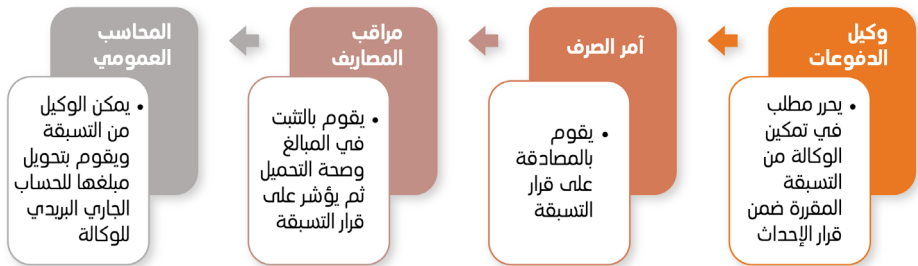 وكيل
الدفوعات
• يحرر مطلب
في تمكين
الوكالة من
التسبقة
المقررة ضمن
قرار الإحداث
آمر الصرف
• يقوم
بالمصادقة
على قرار
التسبقة
مراقب
المصاريف
• يقوم بالتثبت
في المبالغ
وصحة التحميل
ثم يؤشر على
قرار التسبقة
المحاسب
العمومي
• يمكن الوكيل
من التسبقة
ويقوم بتحويل
مبلغها للحساب
الجاري البريدي
للوكالة